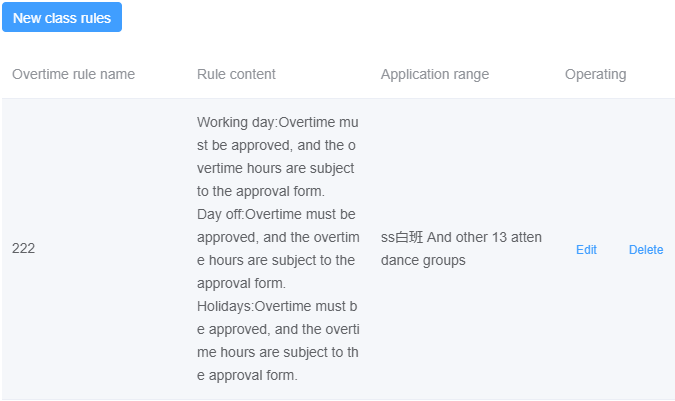 New class rules
Overtime rule name Rule content Application range Operating
Working day:Overtime mu
st be approved, and the o
vertime hours are subject
to the approval form.
Day off:Overtime must be
approved, and the overtim
e hours are subject to the
approval form.
Holidays:Overtime must b
e approved, and the overti
me hours are subject to th
e approval form.
222
ss白班 And other 13 atten
dance groups
Edit Delete